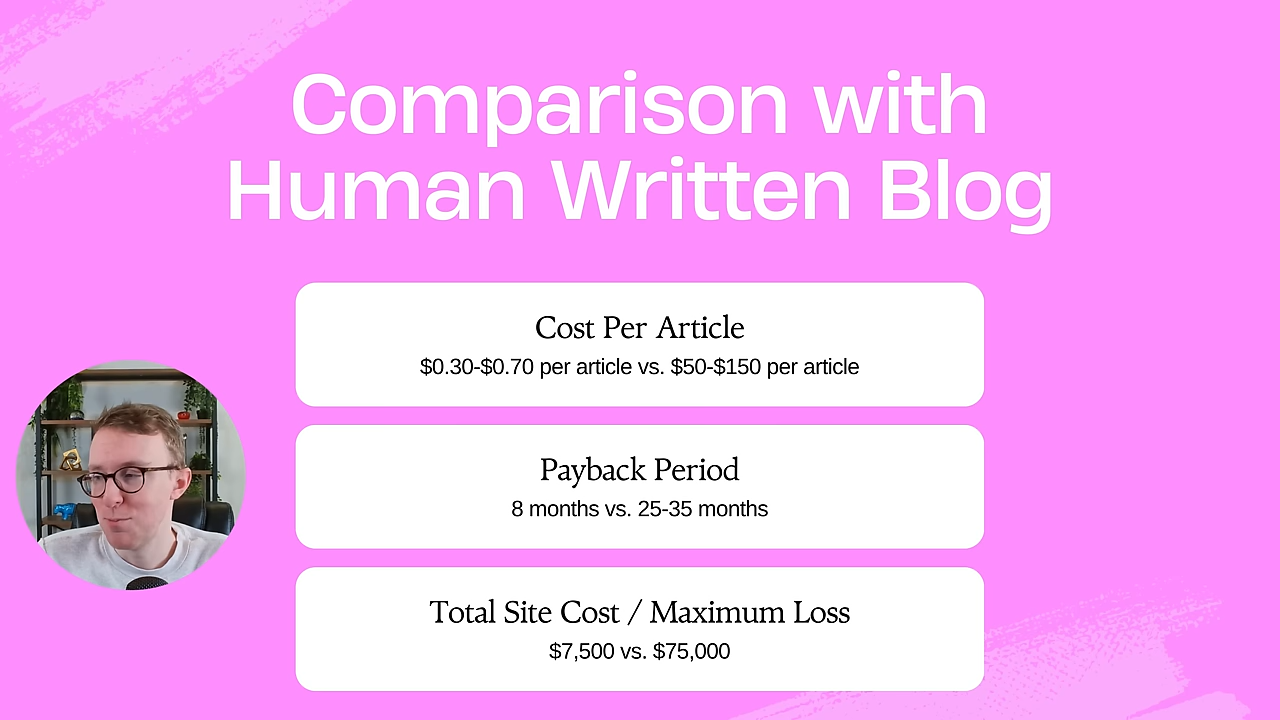 Comparison with
Human Written Blog
Cost Per Article
$0.30-$0.70 per article vs. $50-$150 per article
Payback Period
8 months vs. 25-35 months
Total Site Cost / Maximum Loss
$7,500 vs. $75,000